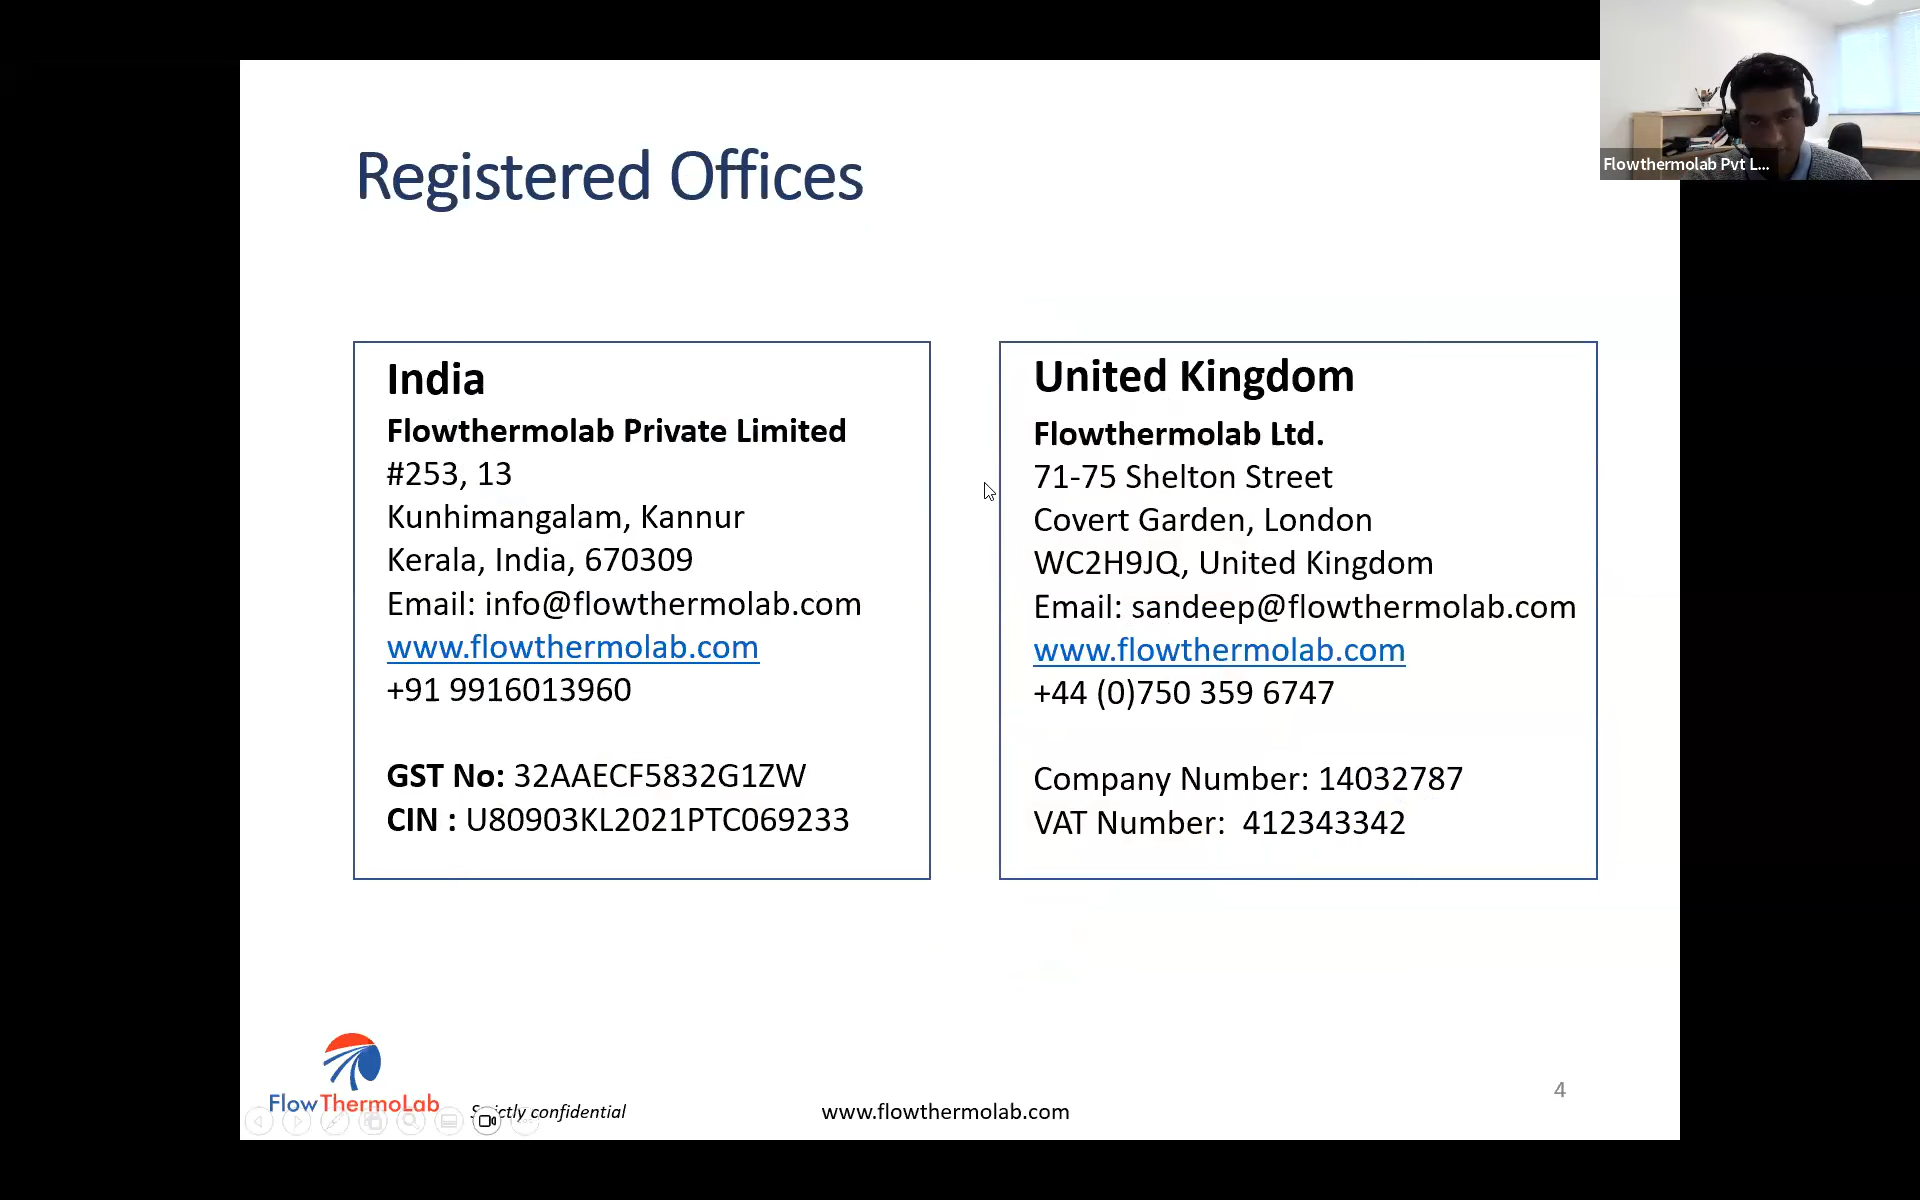 Flowthermolab Pvt L...
Registered Offices
India
Flowthermolab Private Limited
#253, 13
Kunhimangalam, Kannur
Kerala, India, 670309
Email: info@flowthermolab.com
www.flowthermolab.com
+91 9916013960
GST No: 32AAECF5832G1ZW
CIN : U80903KL2021PTC069233
United Kingdom
Flowthermolab Ltd.
71-75 Shelton Street
Covert Garden, London
WC2H9JQ, United Kingdom
Email: sandeep@flowthermolab.com
www.flowthermolab.com
+44 (0)750 359 6747
Company Number: 14032787
VAT Number: 412343342
FlowThermoLab
Strictly confidential
www.flowthermolab.com
4